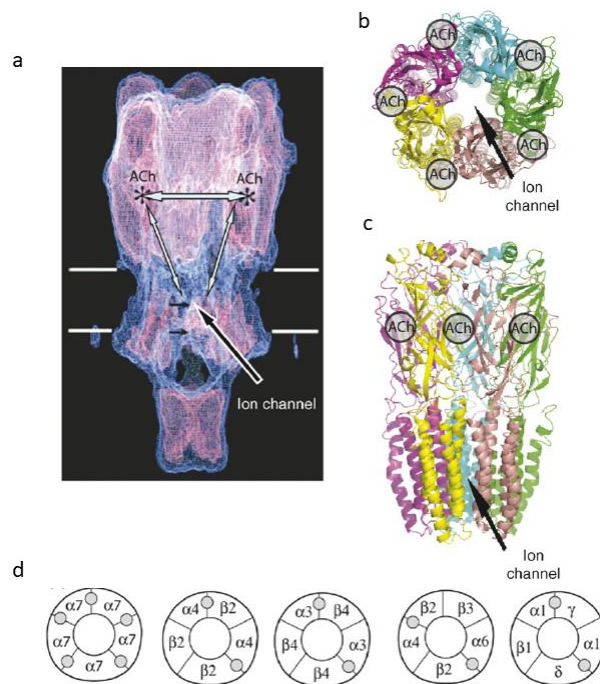 a
ACh ACh
Ion channel
b
ACh
ACh
ACh
ACh
ACh
Ion
channel
c
ACh ACh ACh
Ion
channel
d
α7 α7
α7 α7
α7
α4 β2
β2 α4
β2
α3 β4
β4 α3
β4
β2 β3
α4 α6
β2
α1 γ
β1 α1
δ